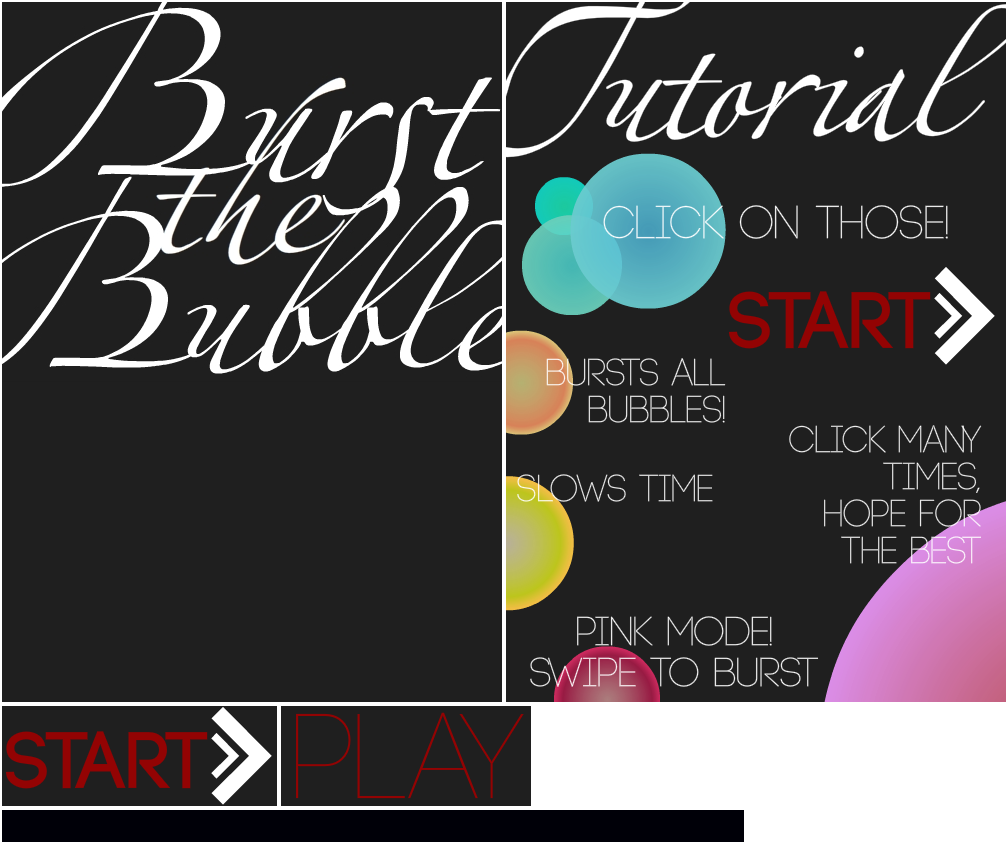 Burst
the
Bubble
Tutorial
CLICK ON THOSE!
START
BURSTS ALL
BUBBLES!
CLICK MANY
TIMES,
HOPE FOR
THE BEST
SLOWS TIME
PINK MODE!
SWIPE TO BURST
START
PLAY